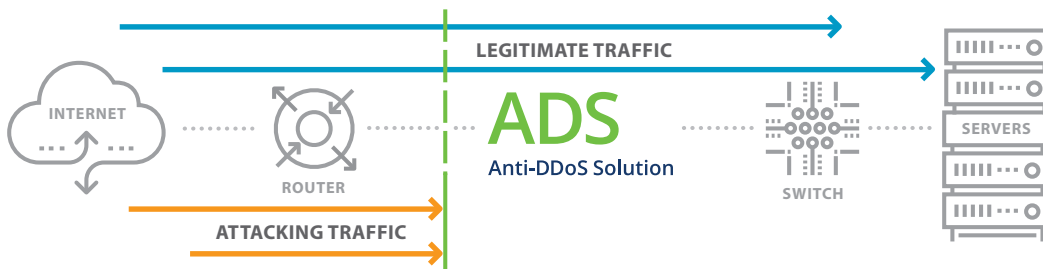 LEGITIMATE TRAFFIC
INTERNET
ADS
SERVERS
Anti-DDoS Solution
ROUTER
SWITCH
ATTACKING TRAFFIC